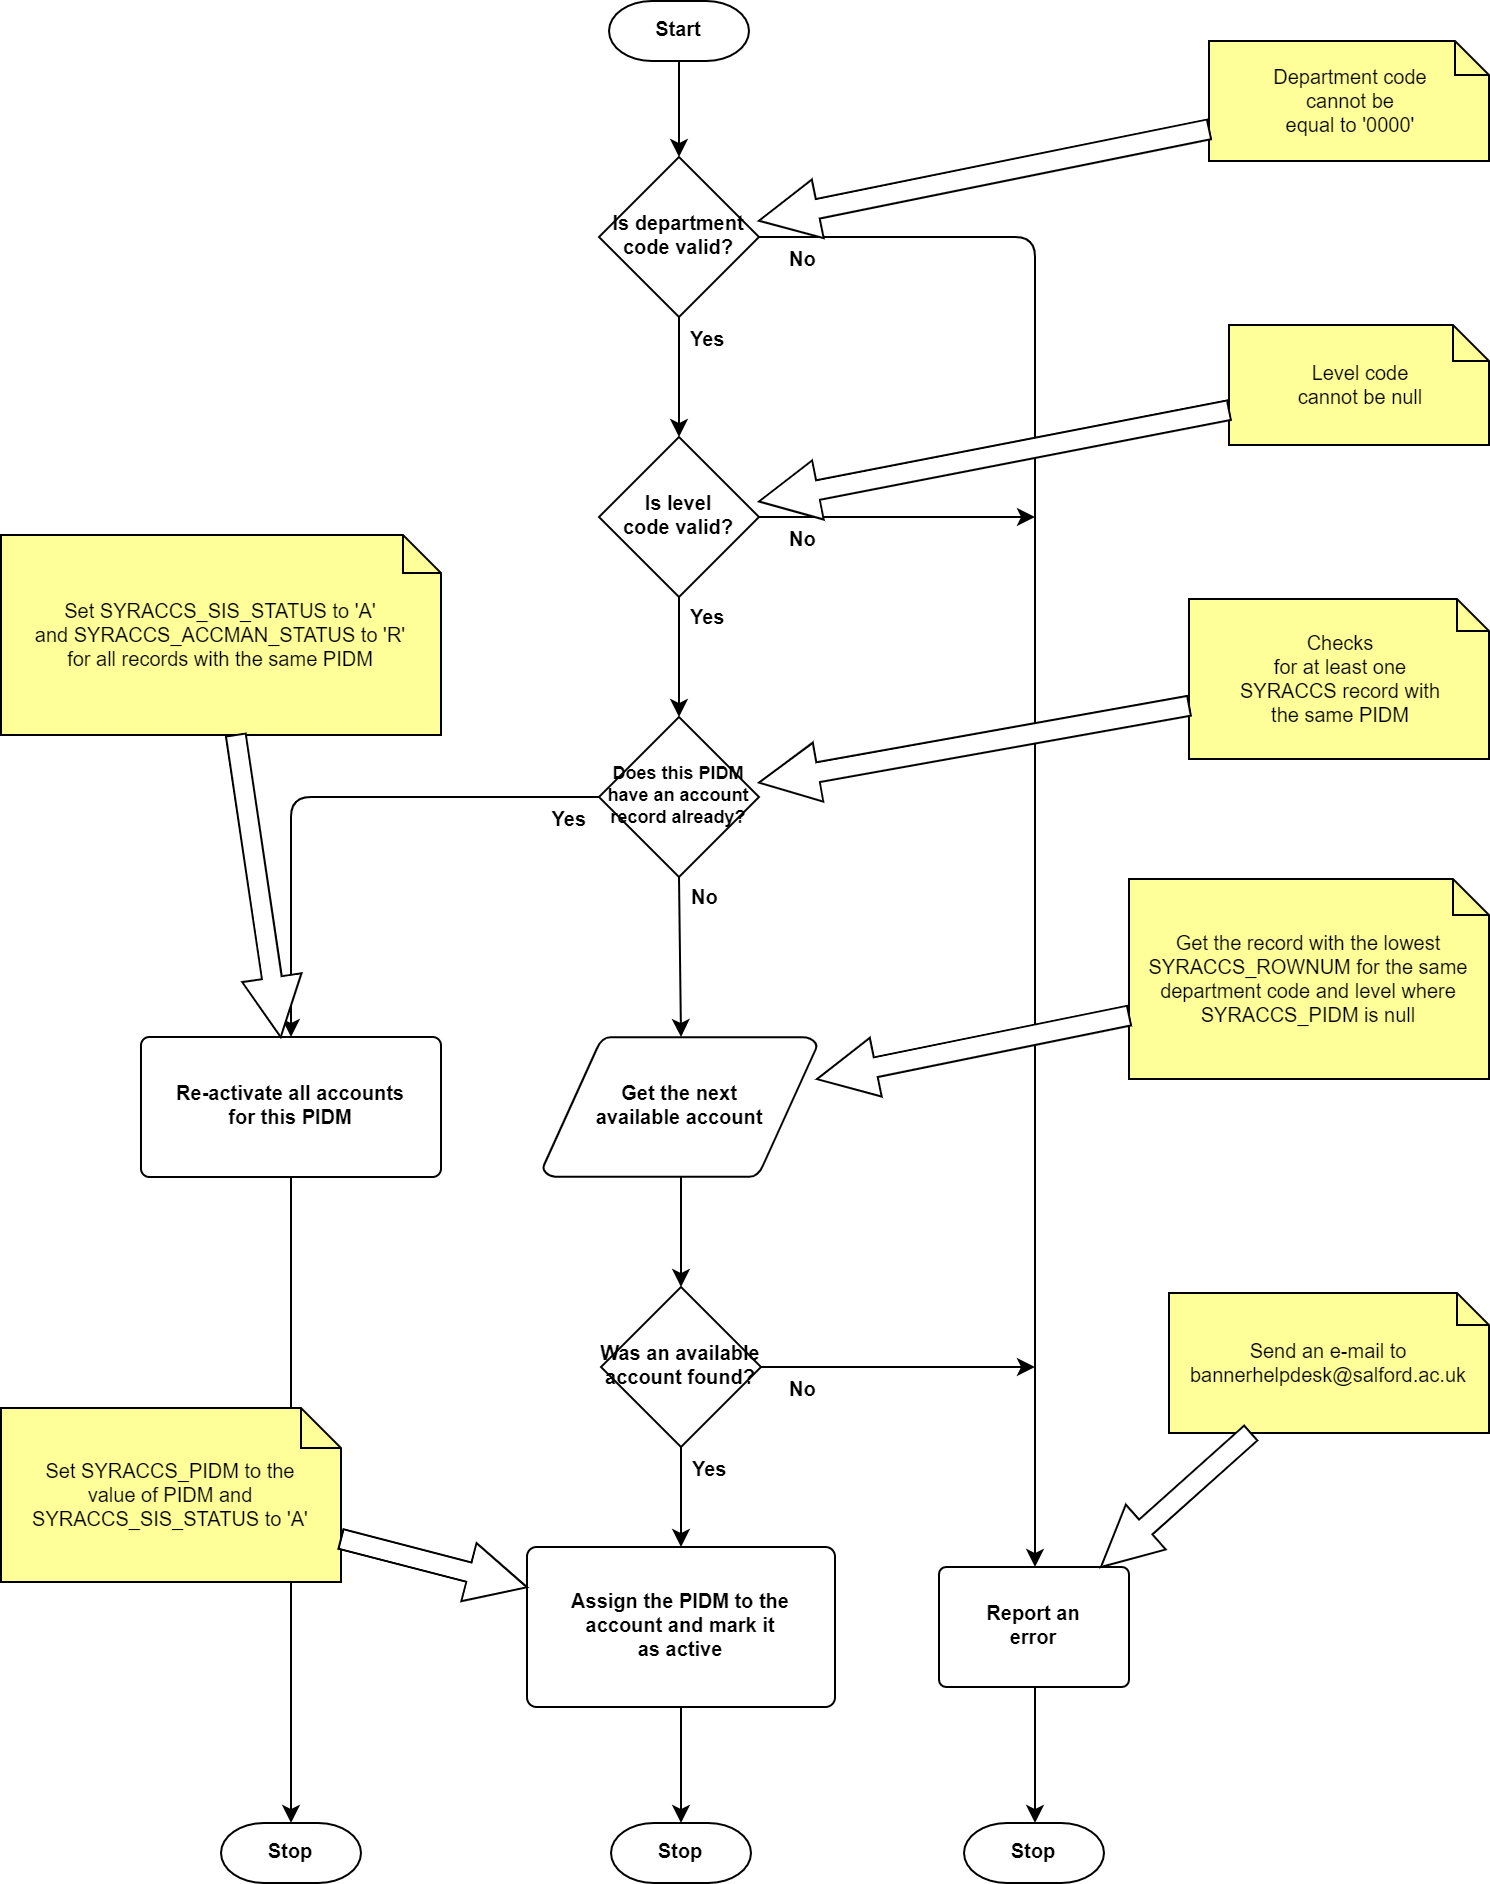 Start
Department code
cannot be
equal to '0000'
Is department
code valid?
No
Yes
Level code
cannot be null
Is level
code valid?
No
Yes
Set SYRACCS_SIS_STATUS to 'A'
and SYRACCS_ACCMAN_STATUS to 'R'
for all records with the same PIDM
Checks
for at least one
SYRACCS record with
the same PIDM
Does this PIDM
have an account
record already?
Yes
No
Get the record with the lowest
SYRACCS_ROWNUM for the same
department code and level where
SYRACCS_PIDM is null
Re-activate all accounts
for this PIDM
Get the next
available account
Send an e-mail to
bannerhelpdesk@salford.ac.uk
Was an available
account found?
No
Yes
Set SYRACCS_PIDM to the
value of PIDM and
SYRACCS_SIS_STATUS to 'A'
Assign the PIDM to the
account and mark it
as active
Report an
error
Stop
Stop
Stop